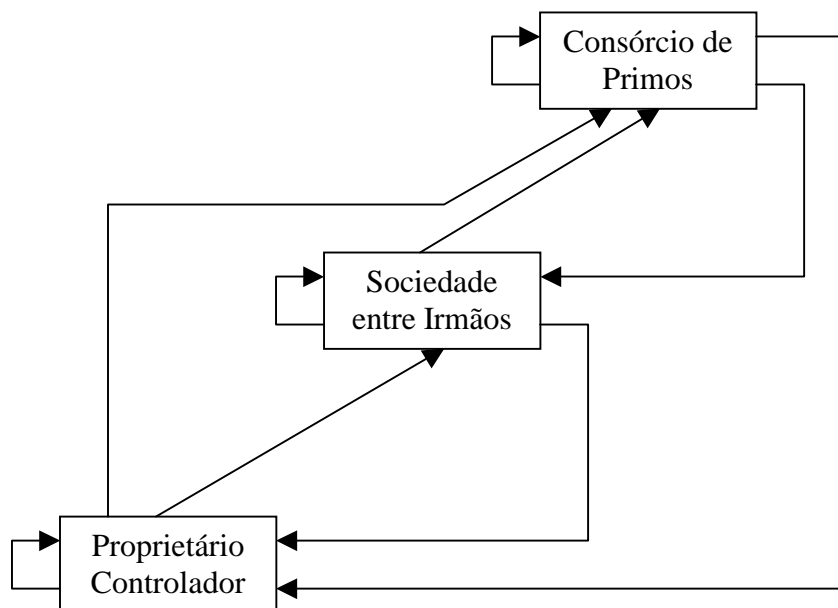 Consórcio de
Primos
Sociedade
entre Irmãos
Proprietário
Controlador